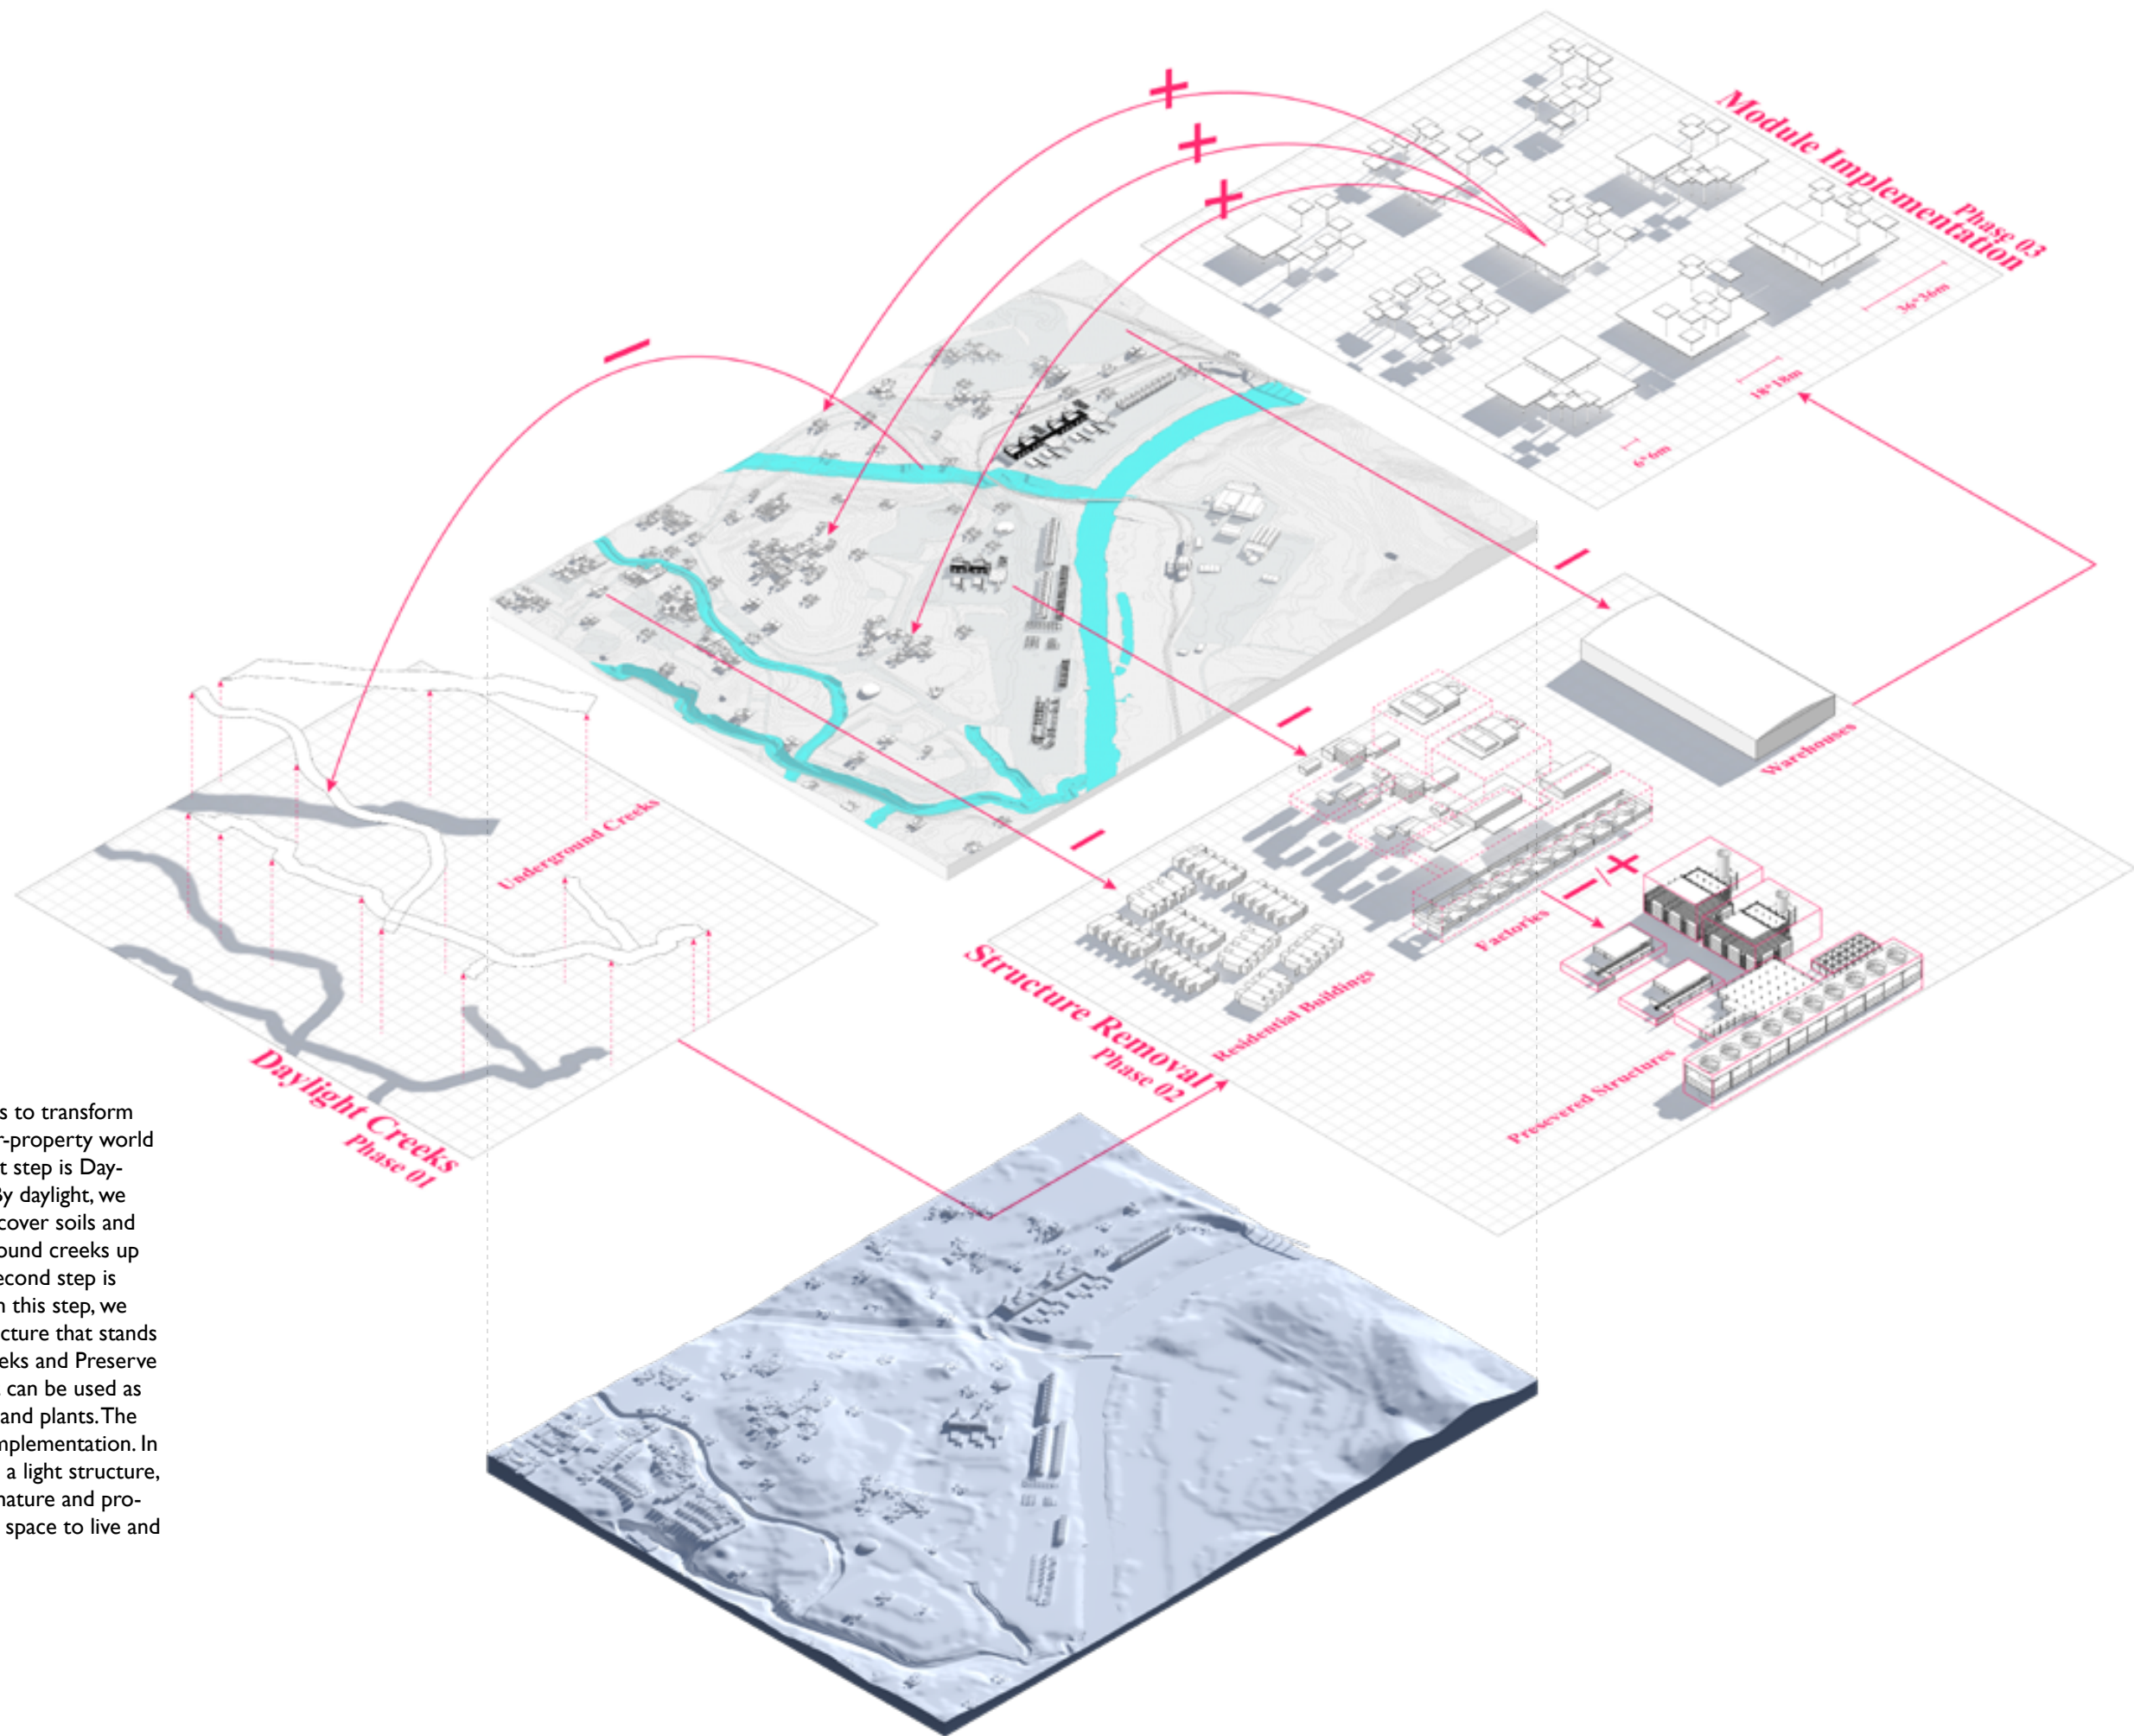 Module Implementation
Phase 03
36*36m
18*18m
6*6m
Warehouses
Underground Creeks
Factories
Structure Removal
Phase 02
Residential Buildings
Presevered Structures
Daylight Creeks
Phase 01
s to transform
r-property world
t step is Day-
By daylight, we
cover soils and
ound creeks up
econd step is
n this step, we
cture that stands
eeks and Preserve
can be used as
and plants. The
mplementation. In
a light structure,
nature and pro-
space to live and